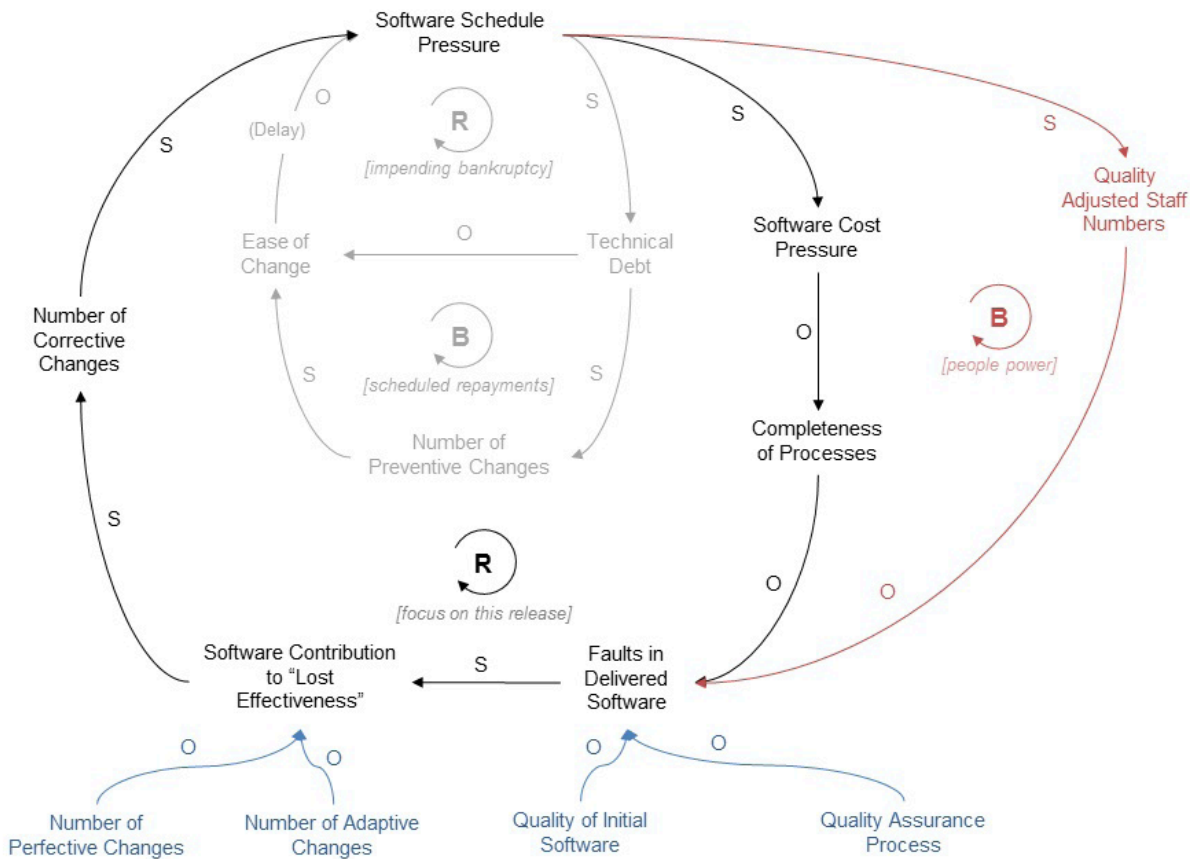 Software Schedule
Pressure
S
O
(Delay)
R
[impending bankruptcy]
S
S
S
Quality
Adjusted Staff
Numbers
Ease of
Change
O
Technical
Debt
Software Cost
Pressure
Number of
Corrective
Changes
S
B
[scheduled repayments]
S
O
B
[people power]
Number of
Preventive Changes
Completeness
of Processes
S
R
[focus on this release]
O
O
Software Contribution
to “Lost
Effectiveness”
S
Faults in
Delivered
Software
O
O
O
O
Number of
Perfective Changes
Number of Adaptive
Changes
Quality of Initial
Software
Quality Assurance
Process